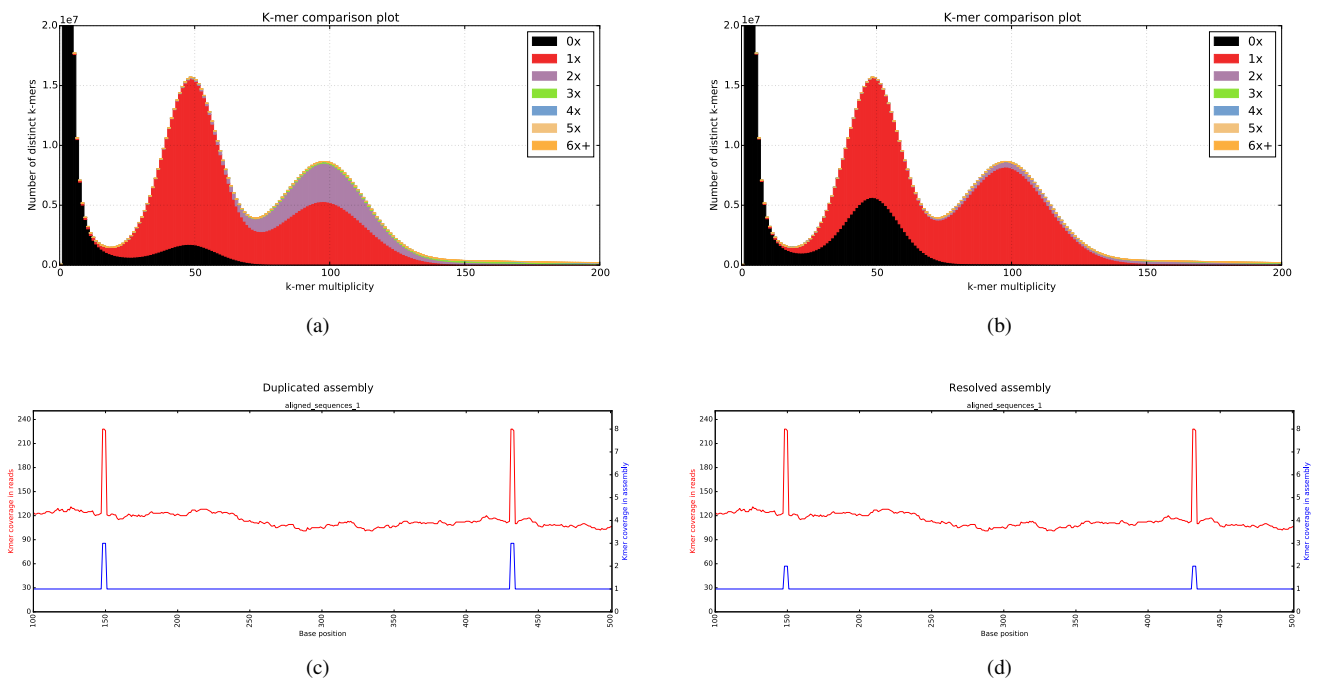 K-mer comparison plot
1e7
2.0
1.5
1.0
0.5
0.0
Number of distinct k-mers
0x
1x
2x
3x
4x
5x
6x+
0 50 100 150 200
k-mer multiplicity
(a)
K-mer comparison plot
1e7
2.0
1.5
1.0
0.5
0.0
Number of distinct k-mers
0x
1x
2x
3x
4x
5x
6x+
0 50 100 150 200
k-mer multiplicity
(b)
Duplicated assembly
aligned_sequences_1
240
210
180
150
120
90
60
30
0
Kmer coverage in reads
8
7
6
5
4
3
2
1
0
Kmer coverage in assembly
100 150 200 250 300 350 400 450 500
Base position
(c)
Resolved assembly
aligned_sequences_1
240
210
180
150
120
90
60
30
0
Kmer coverage in reads
8
7
6
5
4
3
2
1
0
Kmer coverage in assembly
100 150 200 250 300 350 400 450 500
Base position
(d)